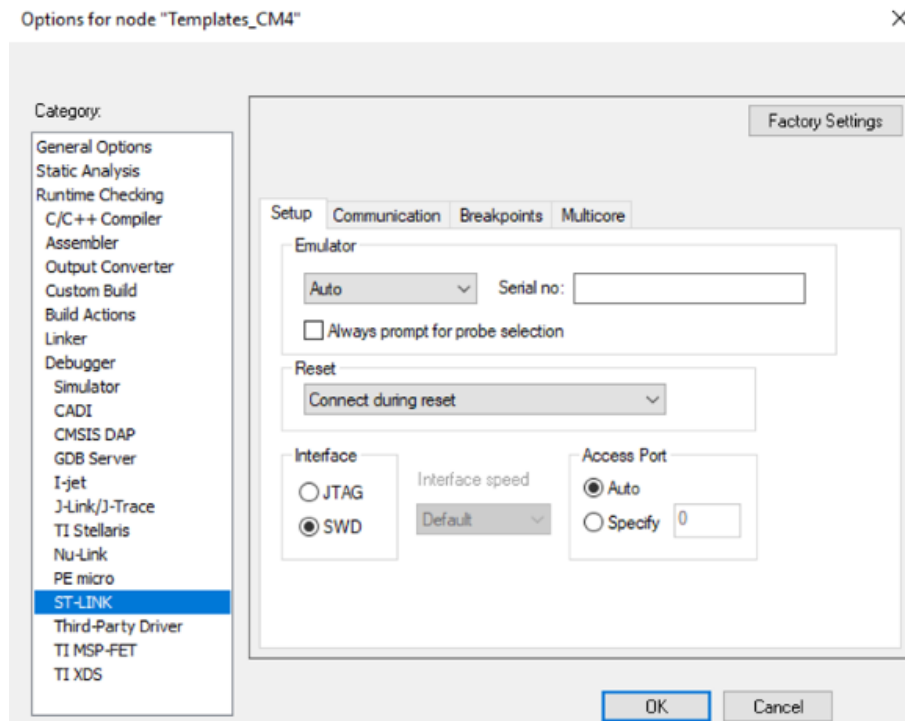 Options for node "Templates_CM4"
Category:
General Options
Static Analysis
Runtime Checking
C/C++ Compiler
Assembler
Output Converter
Custom Build
Build Actions
Linker
Debugger
Simulator
CADI
CMSIS DAP
GDB Server
I-jet
J-Link/J-Trace
TI Stellaris
Nu-Link
PE micro
ST-LINK
Third-Party Driver
TI MSP-FET
TI XDS
Factory Settings
Setup Communication Breakpoints Multicore
Emulator
Auto Serial no:
Always prompt for probe selection
Reset
Connect during reset
Interface
JTAG
SWD
Interface speed
Default
Access Port
Auto
Specify 0
OK Cancel